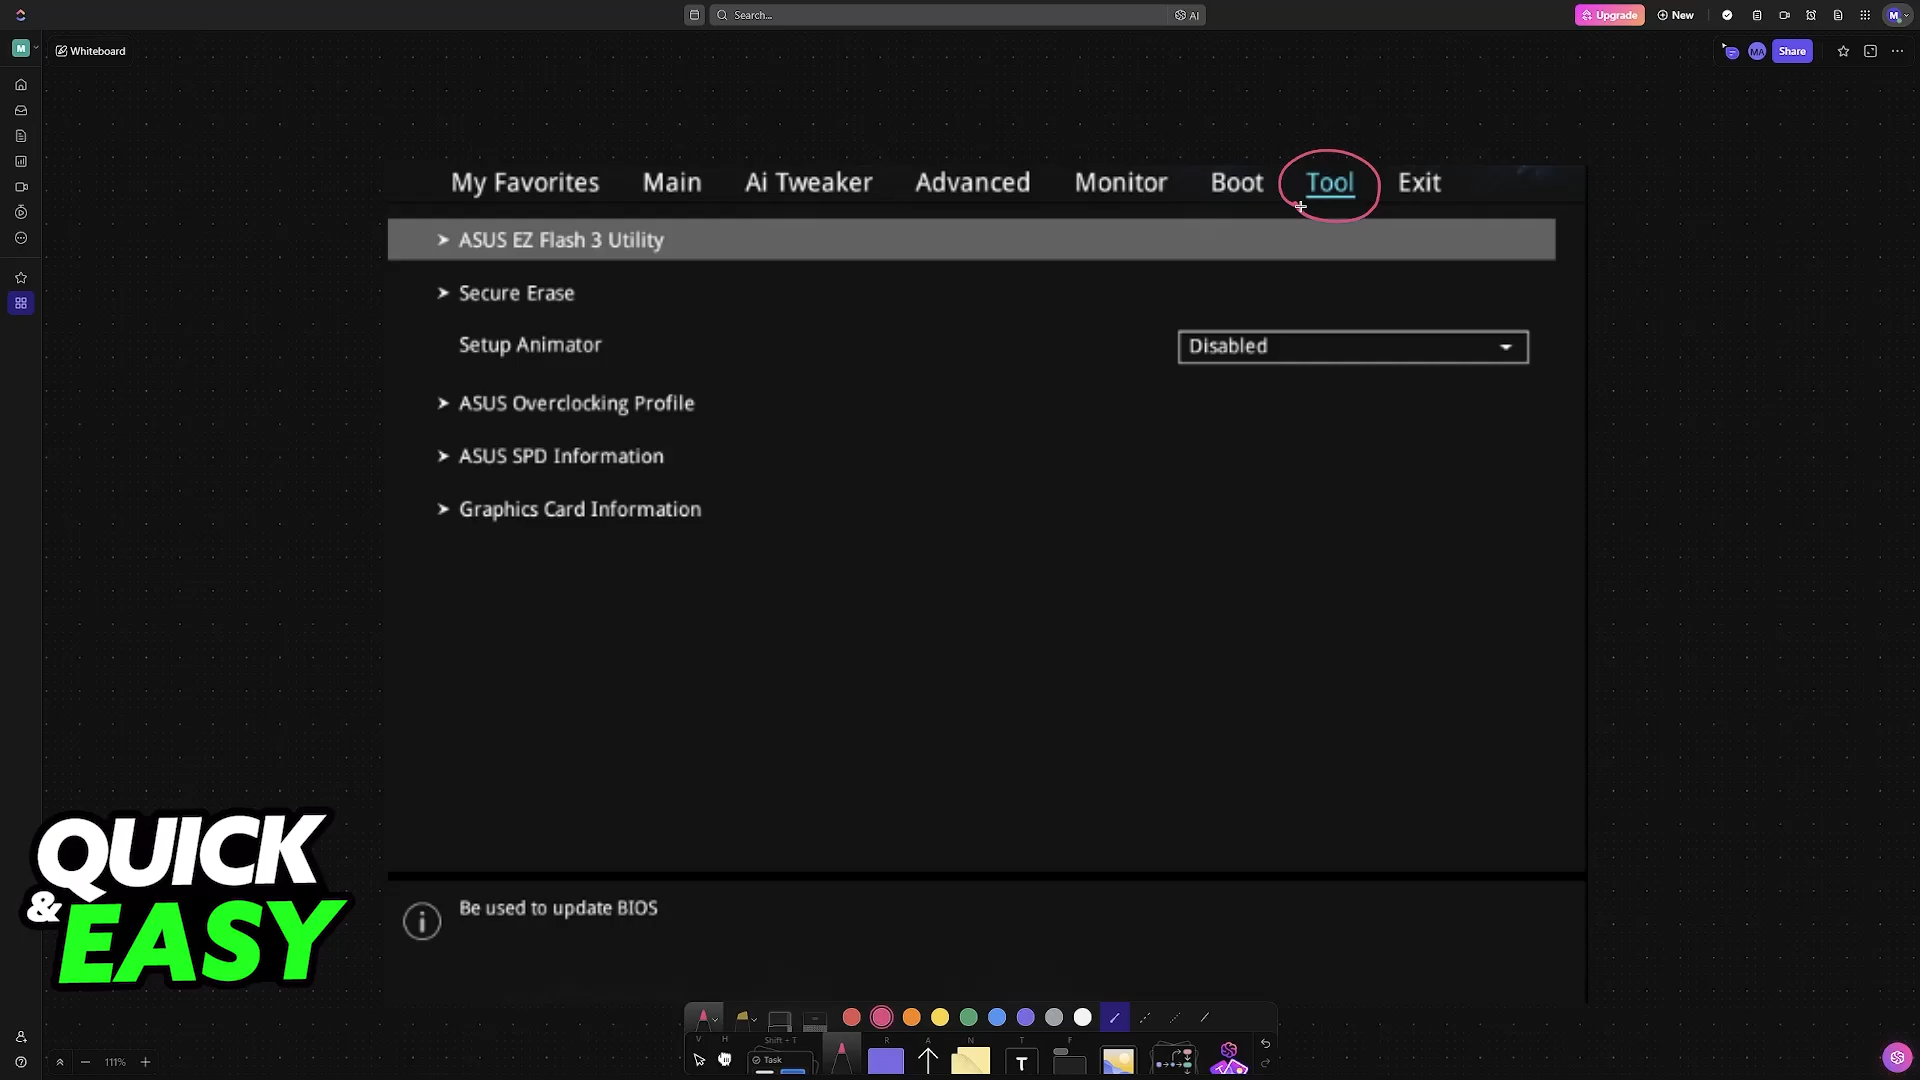 Search...
AI
Upgrade
New
M
M
Whiteboard
MA
Share
My Favorites Main Ai Tweaker Advanced Monitor Boot Tool Exit
ASUS EZ Flash 3 Utility
Secure Erase
Setup Animator
Disabled
ASUS Overclocking Profile
ASUS SPD Information
Graphics Card Information
QUICK
& EASY
Be used to update BIOS
V H Shift + T R A N T F
Task
T
111%